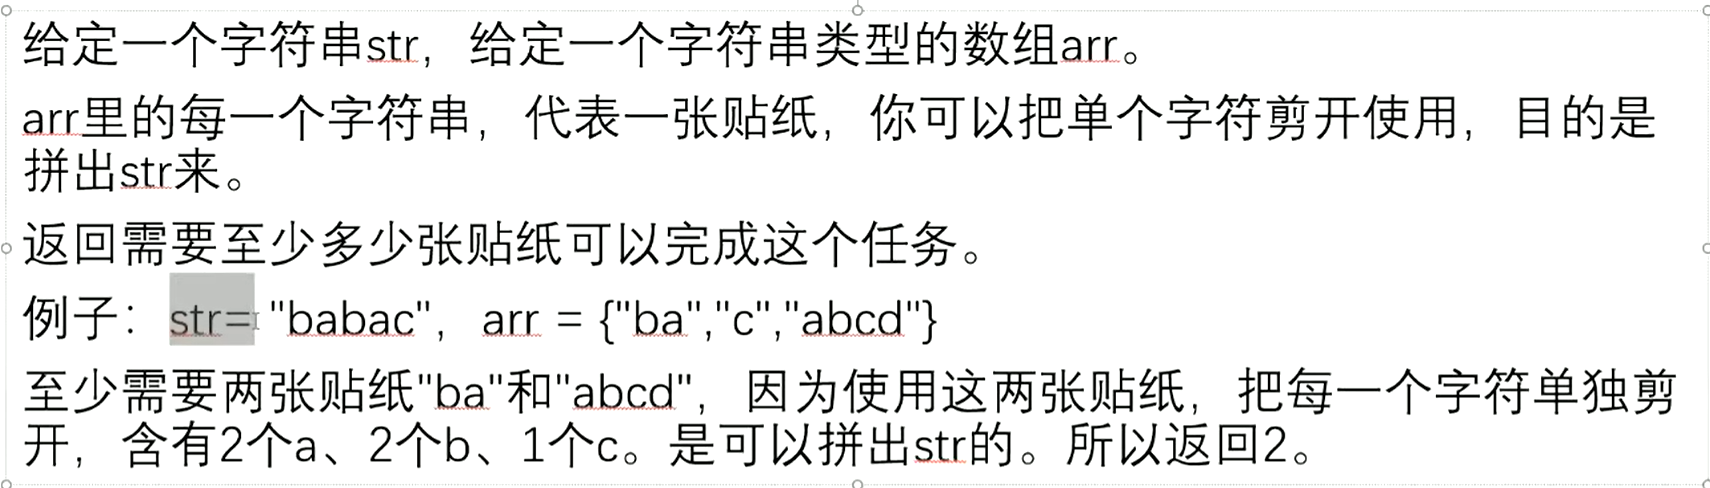 给定一个字符串str，给定一个字符串类型的数组arr。
arr里的每一个字符串，代表一张贴纸，你可以把单个字符剪开使用，目的是
拼出str来。
返回需要至少多少张贴纸可以完成这个任务。
例子：str= "babac"，arr = {"ba","c","abcd"}
至少需要两张贴纸"ba"和"abcd"，因为使用这两张贴纸，把每一个字符单独剪
开，含有2个a、2个b、1个c。是可以拼出str的。所以返回2。